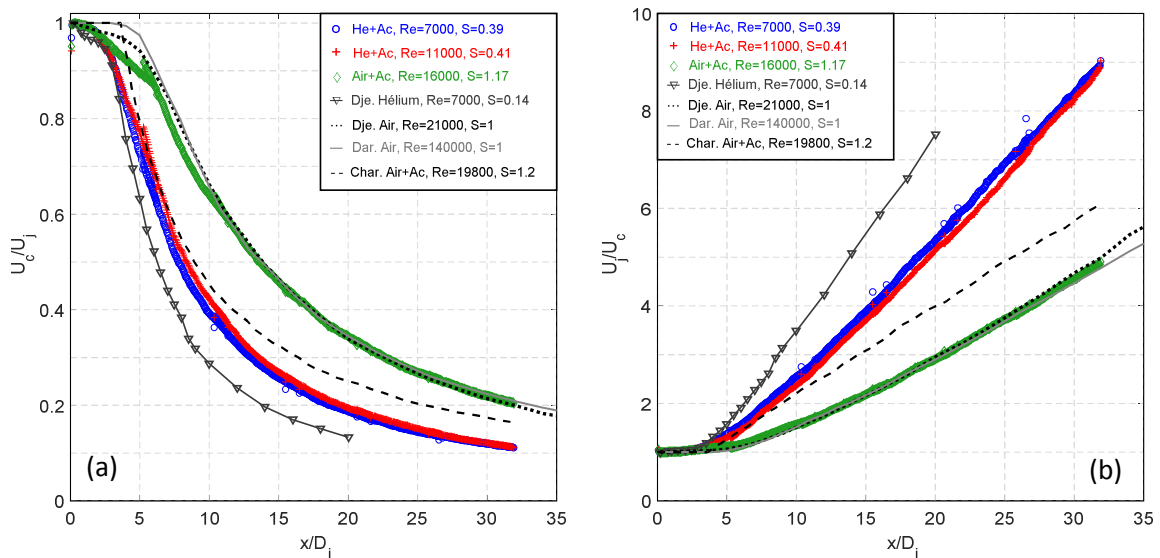 1
0.8
0.6
0.4
0.2
0
U_c/U_j
He+Ac, Re=7000, S=0.39
He+Ac, Re=11000, S=0.41
Air+Ac, Re=16000, S=1.17
Dje. Hélium, Re=7000, S=0.14
Dje. Air, Re=21000, S=1
Dar. Air, Re=140000, S=1
Char. Air+Ac, Re=19800, S=1.2
(a)
0 5 10 15 20 25 30 35
x/D_j
10
8
6
4
2
0
U_j/U_c
He+Ac, Re=7000, S=0.39
He+Ac, Re=11000, S=0.41
Air+Ac, Re=16000, S=1.17
Dje. Hélium, Re=7000, S=0.14
Dje. Air, Re=21000, S=1
Dar. Air, Re=140000, S=1
Char. Air+Ac, Re=19800, S=1.2
(b)
0 5 10 15 20 25 30 35
x/D_j